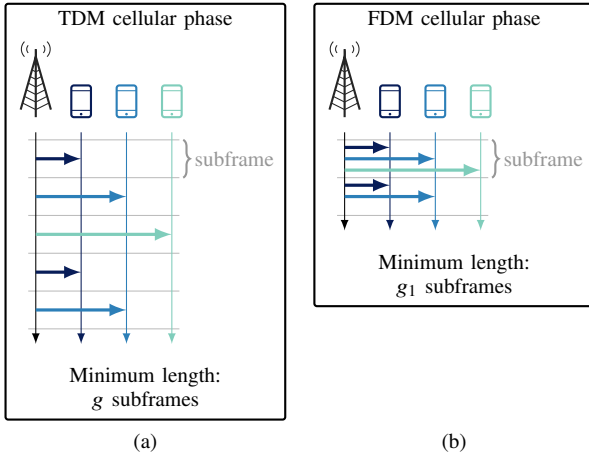 TDM cellular phase
subframe
Minimum length:
g subframes
(a)
FDM cellular phase
subframe
Minimum length:
g₁ subframes
(b)